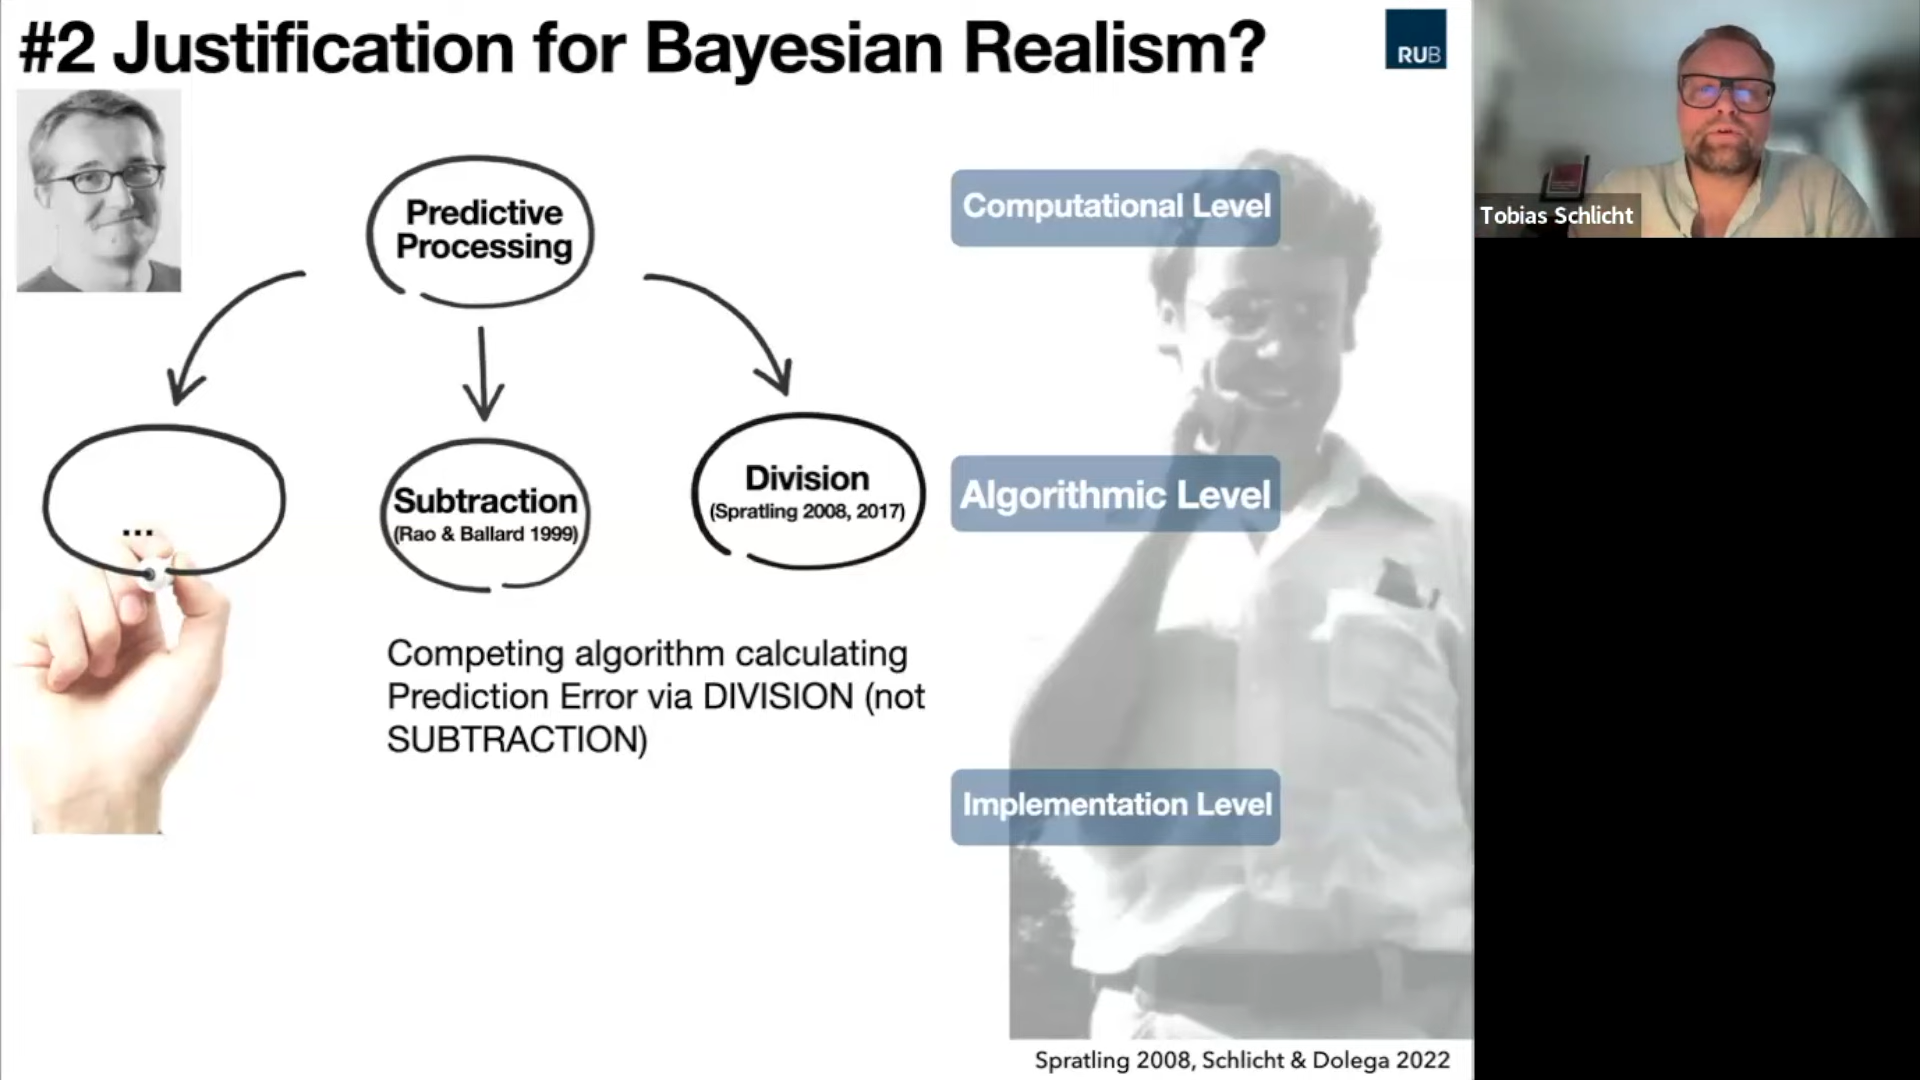 #2 Justification for Bayesian Realism?
RUB
Tobias Schlicht
Predictive
Processing
Computational Level
...
Subtraction
(Rao & Ballard 1999)
Division
(Spratling 2008, 2017)
Algorithmic Level
Competing algorithm calculating
Prediction Error via DIVISION (not
SUBTRACTION)
Implementation Level
Spratling 2008, Schlicht & Dolega 2022